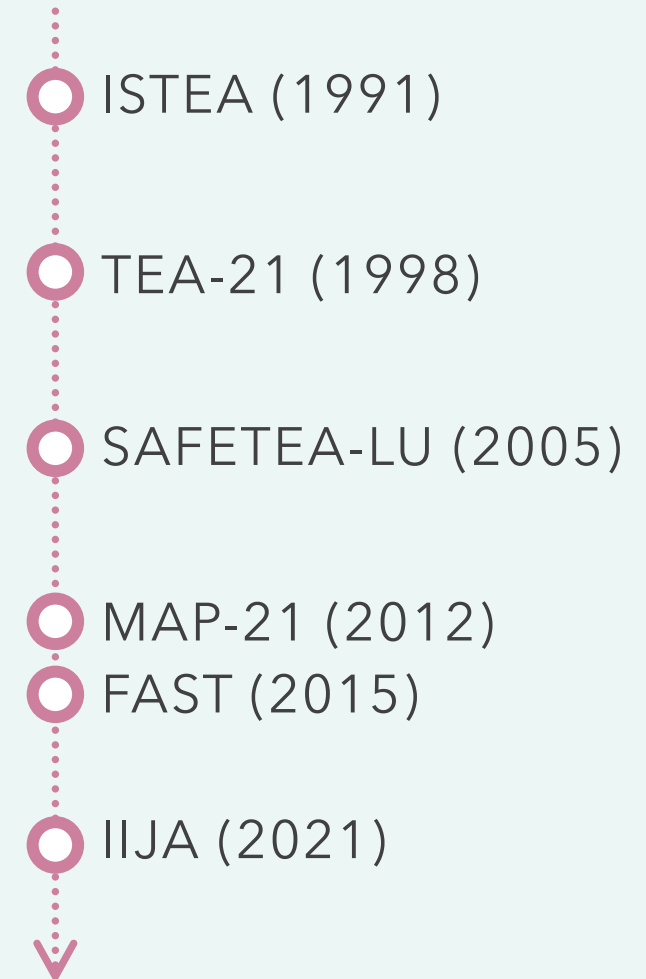 ISTEA (1991)
TEA-21 (1998)
SAFETEA-LU (2005)
MAP-21 (2012)
FAST (2015)
IIJA (2021)